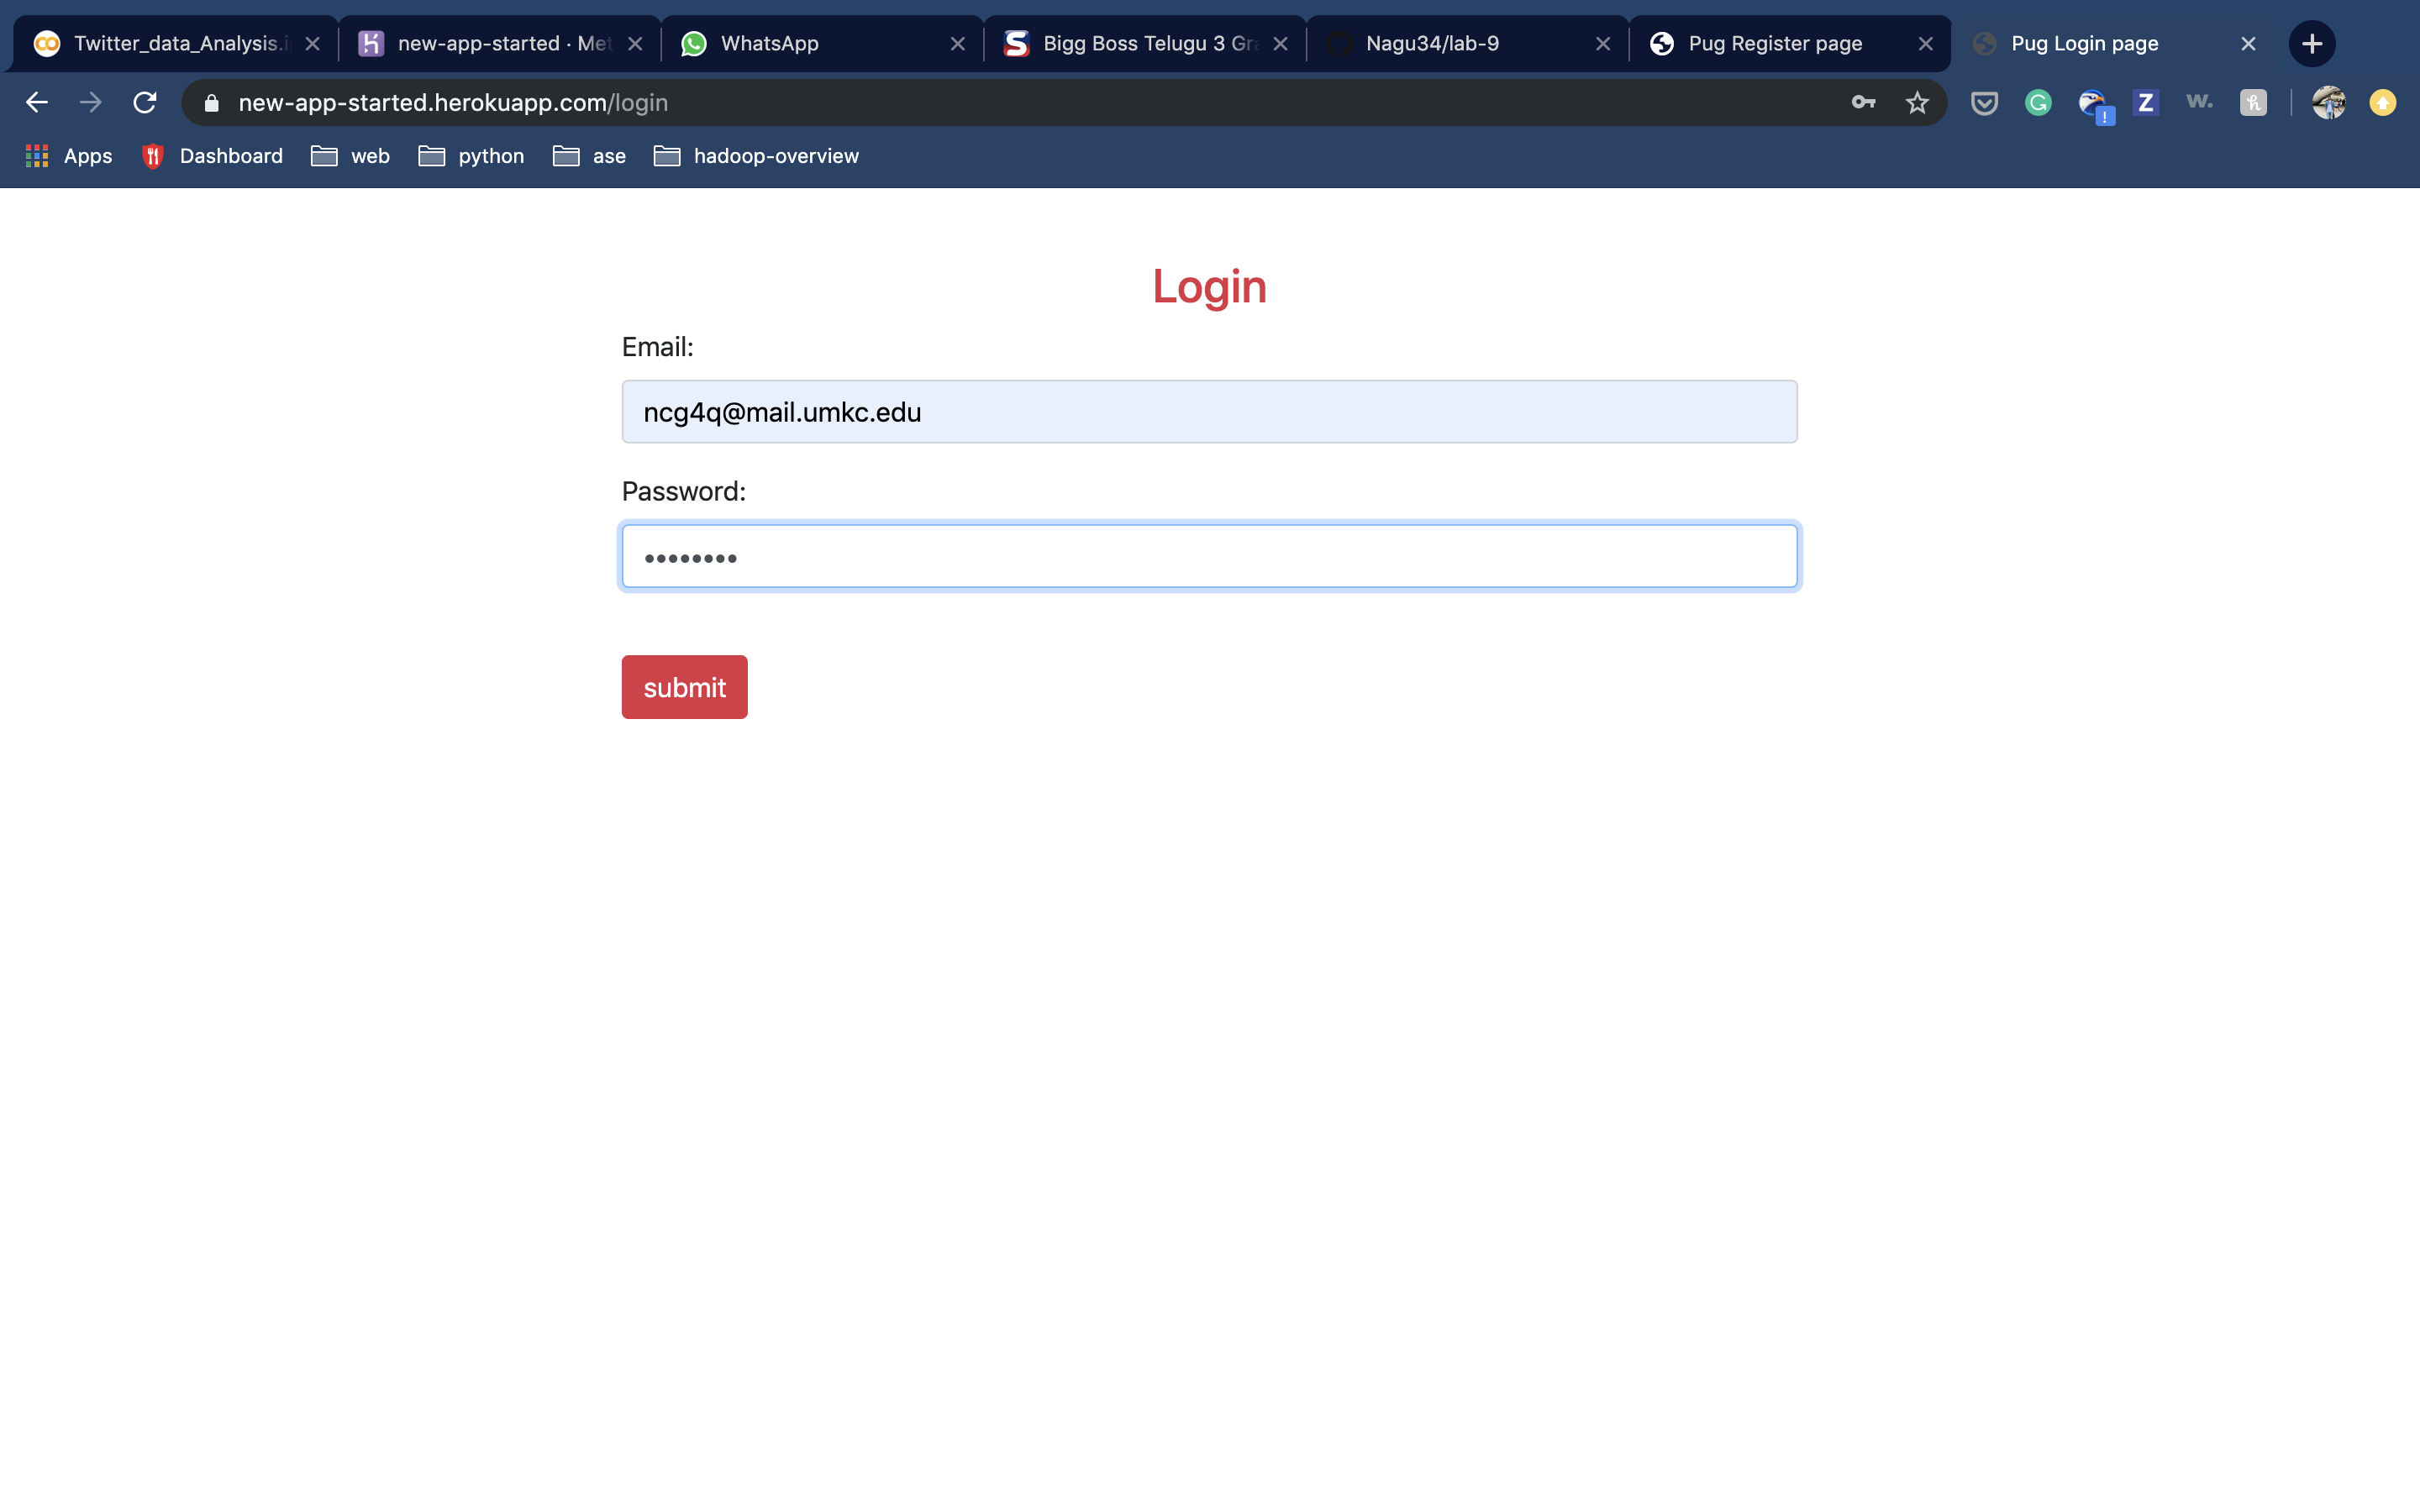 Twitter_data_Analysis.i
new-app-started · Met
WhatsApp
Bigg Boss Telugu 3 Gra
Nagu34/lab-9
Pug Register page
Pug Login page
new-app-started.herokuapp.com/login
Apps
Dashboard
web
python
ase
hadoop-overview
Login
Email:
ncg4q@mail.umkc.edu
Password:
••••••••
submit